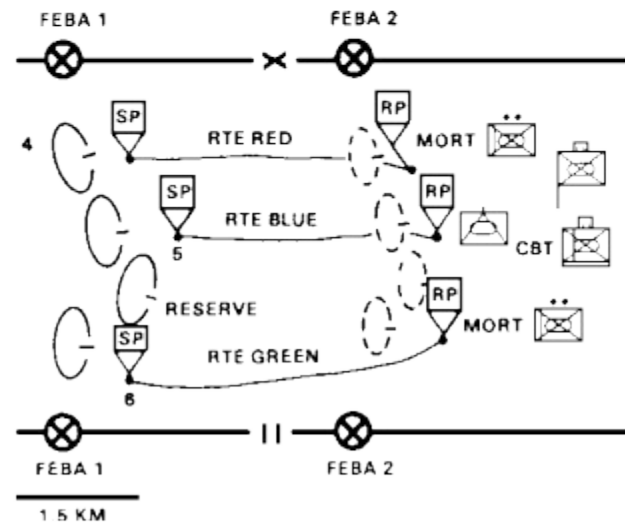 FEBA 1
FEBA 2
4
SP
RTE RED
RP
MORT
SP
5
RTE BLUE
RP
CBT
RESERVE
SP
6
RTE GREEN
RP
MORT
FEBA 1
FEBA 2
1.5 KM